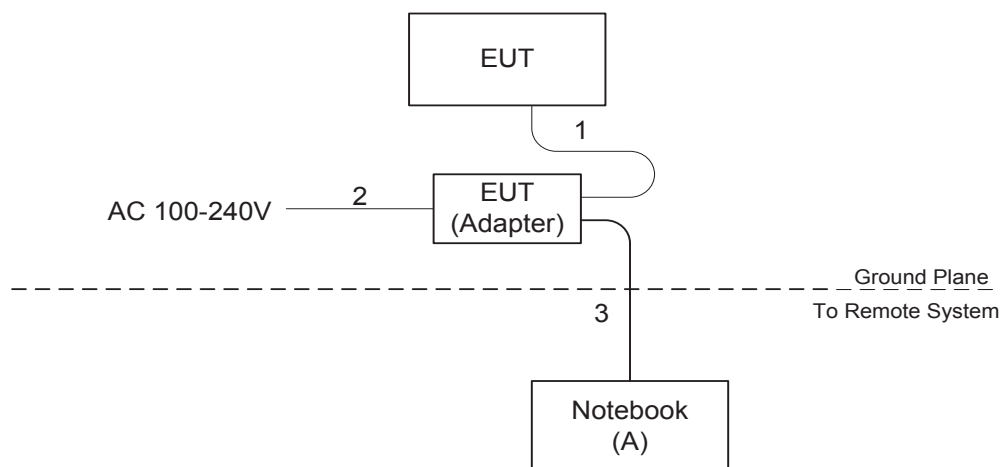 EUT
1
2
AC 100-240V
EUT
(Adapter)
Ground Plane
3
To Remote System
Notebook
(A)